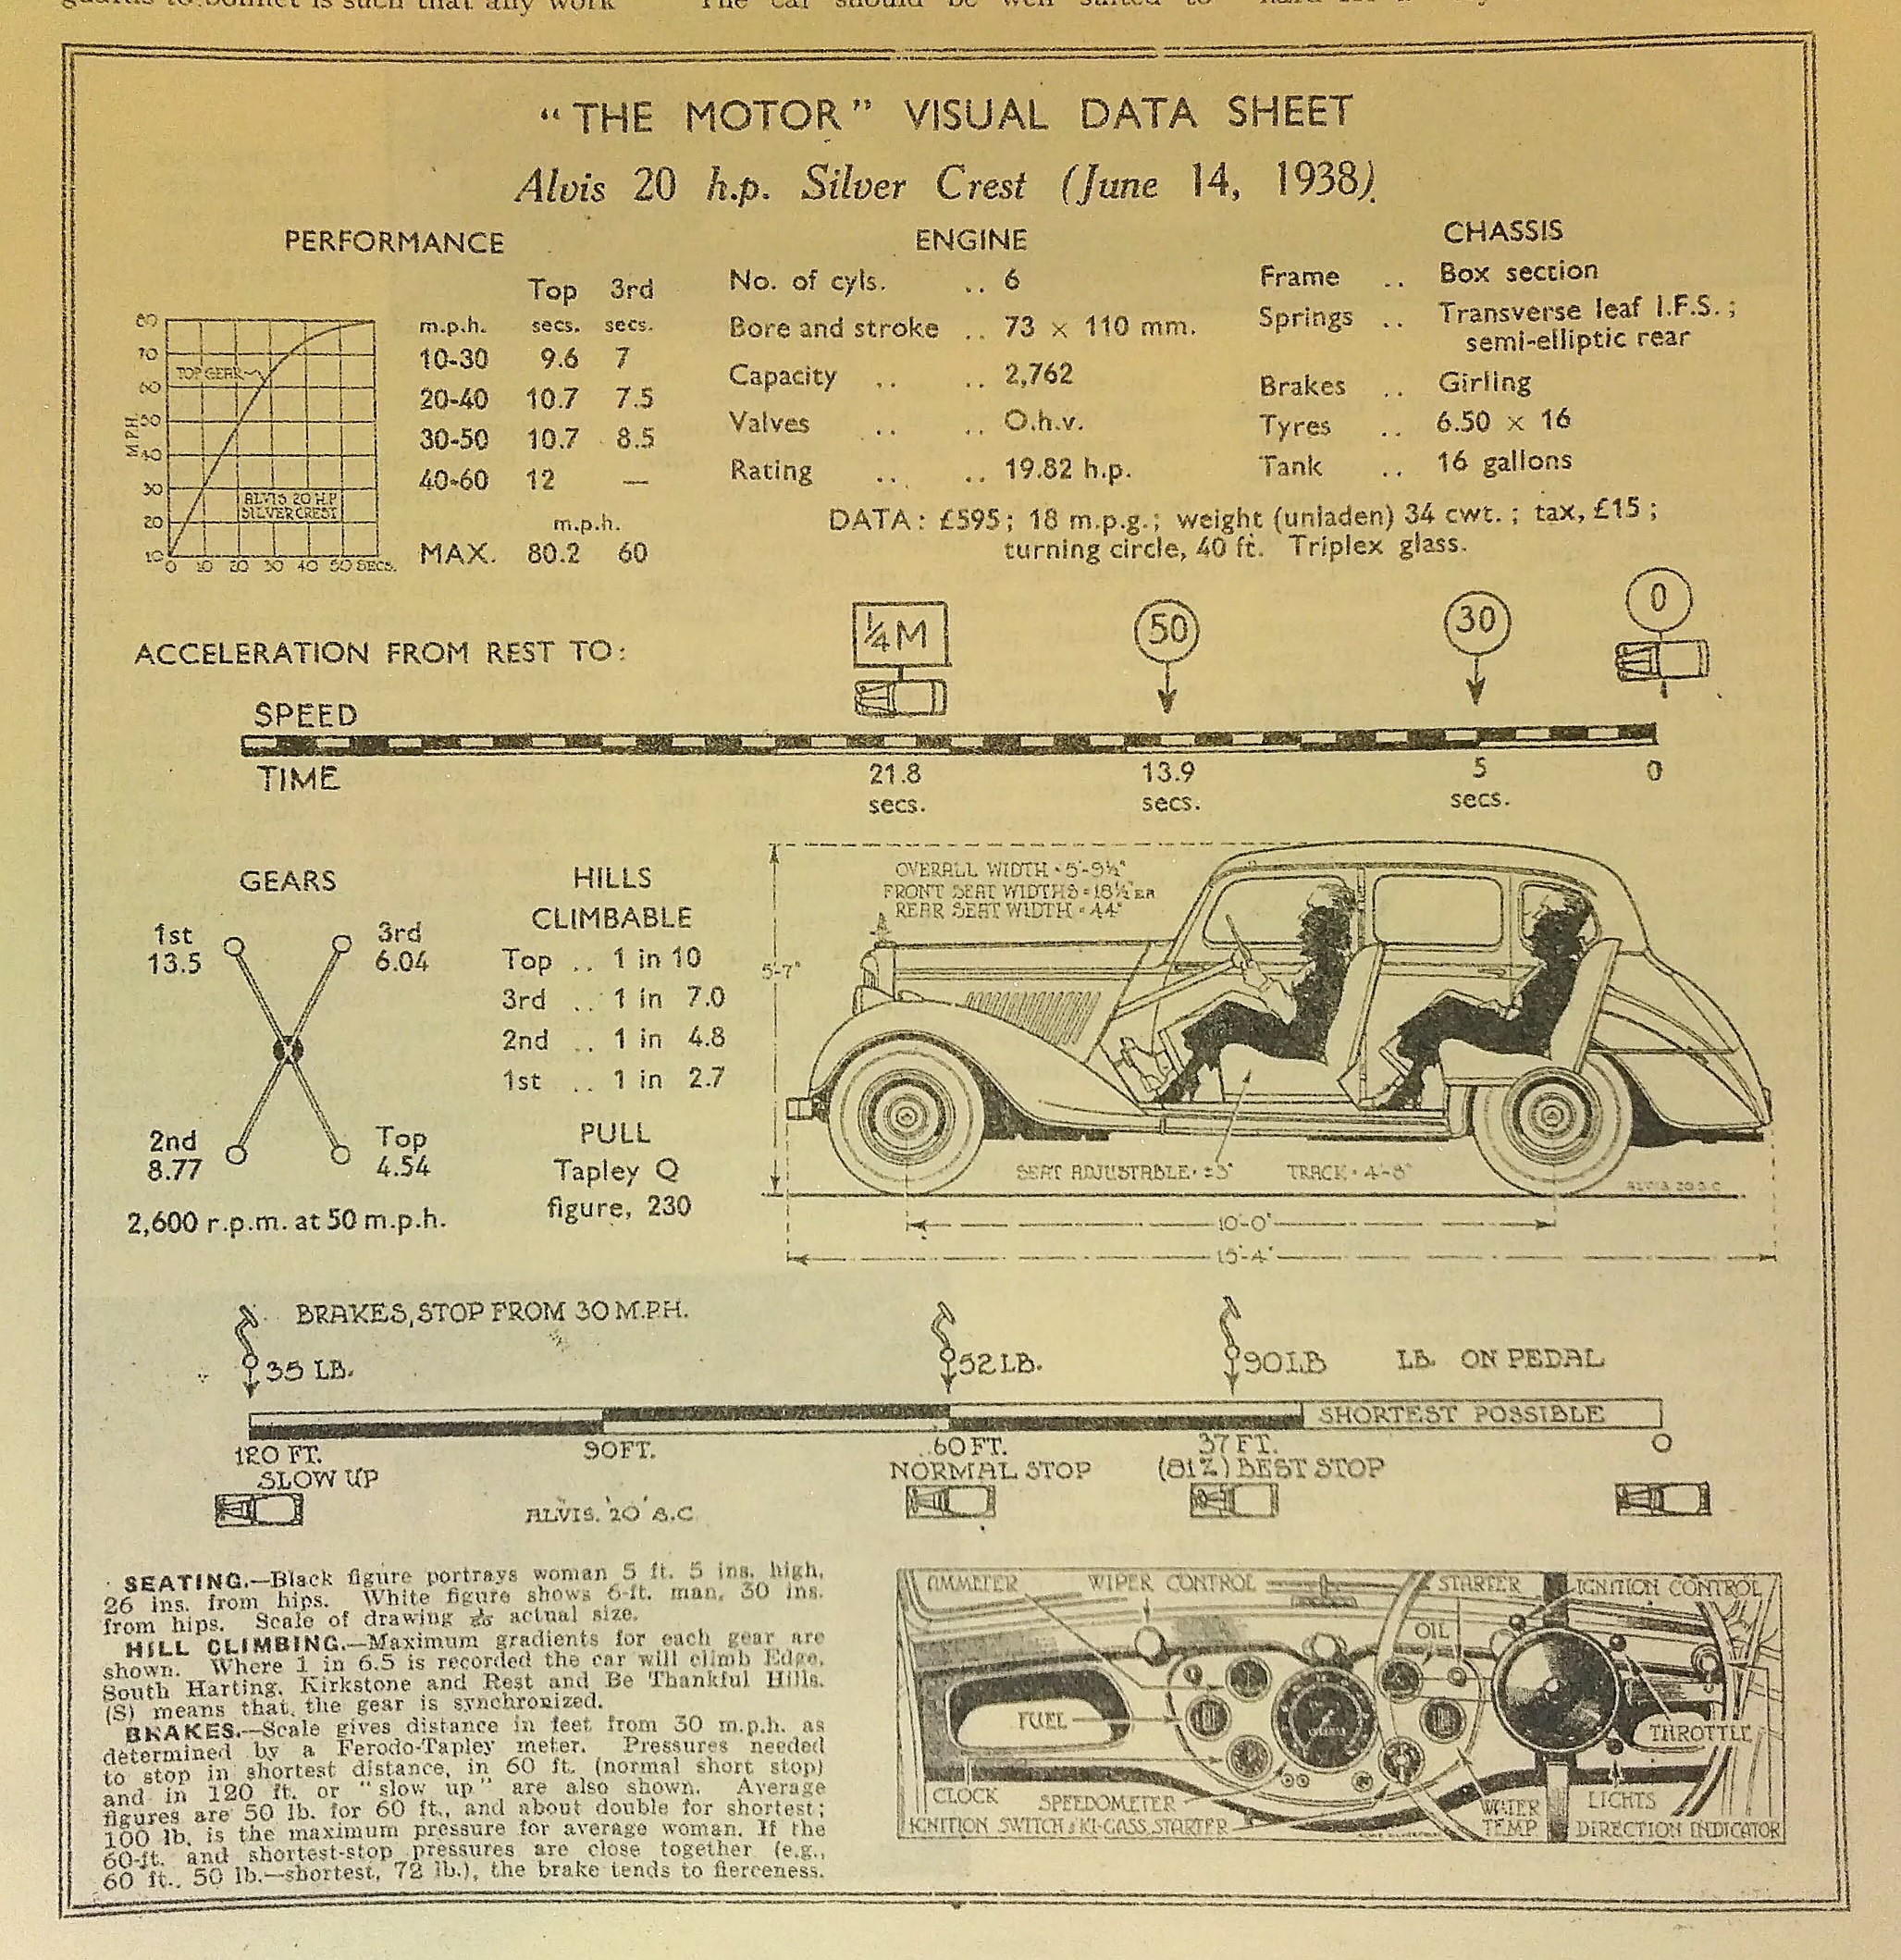 "THE MOTOR" VISUAL DATA SHEET
Alvis 20 h.p. Silver Crest (June 14, 1938).
PERFORMANCE
Top 3rd
m.p.h. secs. secs.
10-30 9.6 7
20-40 10.7 7.5
30-50 10.7 8.5
40-60 12 —
m.p.h.
MAX. 80.2 60
80
70
60
50
40
30
20
10
M.P.H.
TOP GEAR
ALVIS 20 H.P
SILVER CREST
0 10 20 30 40 50 SECS.
ENGINE
No. of cyls. .. 6
Bore and stroke .. 73 × 110 mm.
Capacity .. .. 2,762
Valves .. .. O.h.v.
Rating .. .. 19.82 h.p.
CHASSIS
Frame .. Box section
Springs .. Transverse leaf I.F.S. ;
semi-elliptic rear
Brakes .. Girling
Tyres .. 6.50 × 16
Tank .. 16 gallons
DATA: £595; 18 m.p.g.; weight (unladen) 34 cwt. ; tax, £15 ;
turning circle, 40 ft. Triplex glass.
ACCELERATION FROM REST TO:
¼ M 50 30 0
SPEED
TIME 21.8 13.9 5 0
secs. secs. secs.
GEARS
1st 3rd
13.5 6.04
2nd Top
8.77 4.54
2,600 r.p.m. at 50 m.p.h.
HILLS
CLIMBABLE
Top .. 1 in 10
3rd .. 1 in 7.0
2nd .. 1 in 4.8
1st .. 1 in 2.7
PULL
Tapley Q
figure, 230
OVERALL WIDTH · 5'-9½"
FRONT SEAT WIDTHS = 18½" EA
REAR SEAT WIDTH = 44"
5'-7"
SEAT ADJUSTABLE · ±3" TRACK · 4'-8"
ALVIS 20 S.C
10'-0"
15'-4"
BRAKES, STOP FROM 30 M.P.H.
35 LB. 52 LB. 90 LB LB. ON PEDAL
SHORTEST POSSIBLE
120 FT. 90 FT. 60 FT. 37 FT. 0
SLOW UP NORMAL STOP (81%) BEST STOP
ALVIS. '20' S.C
SEATING.—Black figure portrays woman 5 ft. 5 ins. high,
26 ins. from hips. White figure shows 6-ft. man, 30 ins.
from hips. Scale of drawing actual size.
HILL CLIMBING.—Maximum gradients for each gear are
shown. Where 1 in 6.5 is recorded the car will climb Edge,
South Harting, Kirkstone and Rest and Be Thankful Hills.
(S) means that the gear is synchronized.
BRAKES.—Scale gives distance in feet from 30 m.p.h. as
determined by a Ferodo-Tapley meter. Pressures needed
to stop in shortest distance, in 60 ft. (normal short stop)
and in 120 ft. or "slow up" are also shown. Average
figures are 50 lb. for 60 ft., and about double for shortest;
100 lb. is the maximum pressure for average woman. If the
60-ft. and shortest-stop pressures are close together (e.g.,
60 ft., 50 lb.—shortest, 72 lb.), the brake tends to fierceness.
AMMETER WIPER CONTROL STARTER IGNITION CONTROL
OIL
FUEL
THROTTLE
CLOCK SPEEDOMETER WATER LIGHTS
IGNITION SWITCH & KI-GASS STARTER TEMP DIRECTION INDICATOR